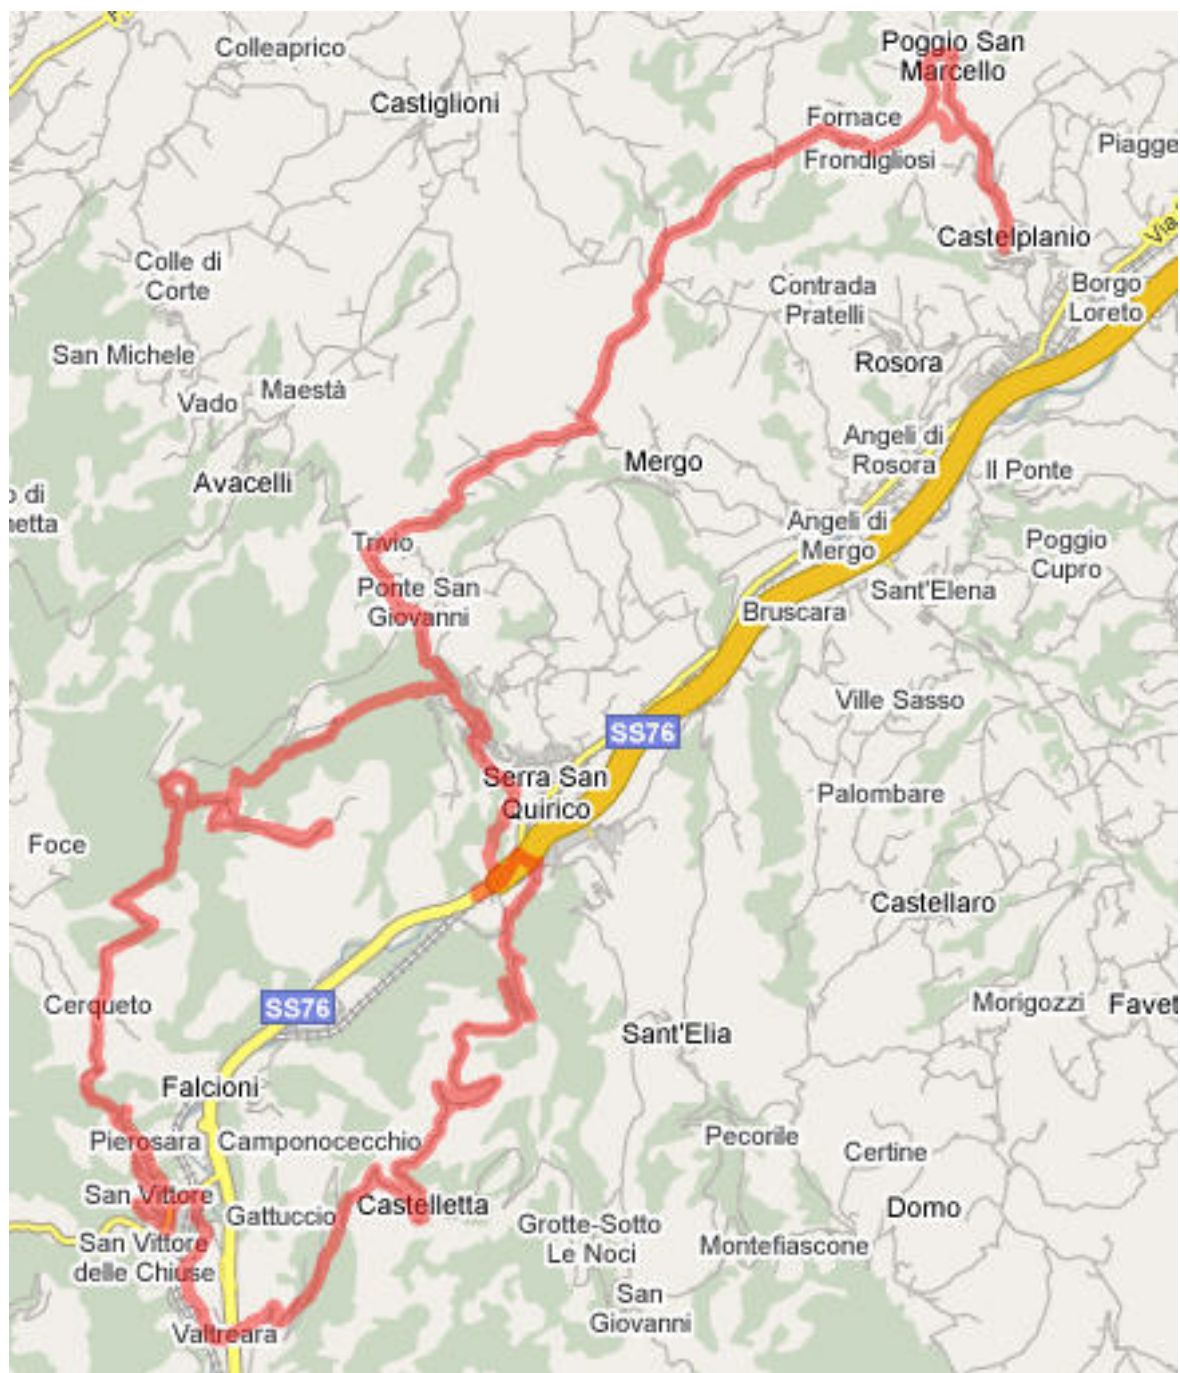 Colleaprico
Poggio San
Marcello
Castiglioni
Fornace
Piagge
Frondigliosi
Castelplanio
Via
Colle di
Corte
Contrada
Pratelli
Borgo
Loreto
San Michele
Rosora
Maestà
Vado
Angeli di
Rosora
Mergo
Il Ponte
Avacelli
o di
netta
Angeli di
Mergo
Trivio
Poggio
Cupro
Ponte San
Giovanni
Sant'Elena
Bruscara
Ville Sasso
SS76
Serra San
Quirico
Palombare
Foce
Castellaro
Cerqueto
SS76
Morigozzi
Favet
Sant'Elia
Falcioni
Pierosara
Camponocecchio
Pecorile
Certine
San Vittore
Gattuccio
Castelletta
Domo
Grotte-Sotto
Le Noci
San Vittore
delle Chiuse
Montefiascone
San
Giovanni
Valtreara